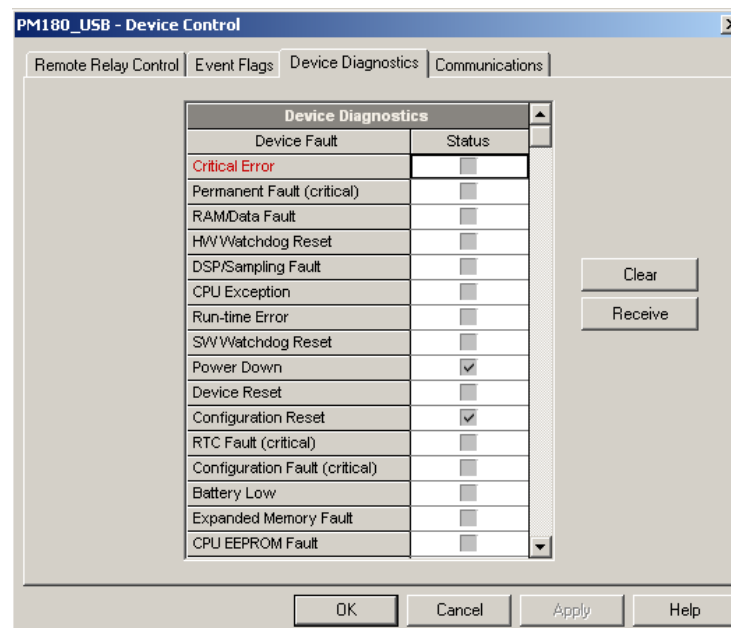 PM180_USB - Device Control
Remote Relay Control Event Flags Device Diagnostics Communications
Device Diagnostics
Device Fault Status
Critical Error
Permanent Fault (critical)
RAM/Data Fault
HW Watchdog Reset
DSP/Sampling Fault
CPU Exception
Run-time Error
SW Watchdog Reset
Power Down
Device Reset
Configuration Reset
RTC Fault (critical)
Configuration Fault (critical)
Battery Low
Expanded Memory Fault
CPU EEPROM Fault
Clear
Receive
OK Cancel Apply Help